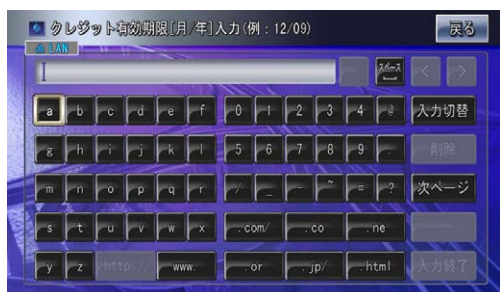 クレジット有効期限[月/年]入力(例：12/09) 戻る
LAN
スペース < >
a b c d e f 0 1 2 3 4 @ 入力切替
g h i j k l 5 6 7 8 9 . 削除
m n o p q r / _ - ~ = ? 次ページ
s t u v w x .com/ .co .ne
y z http:// www. .or .jp/ .html 入力終了